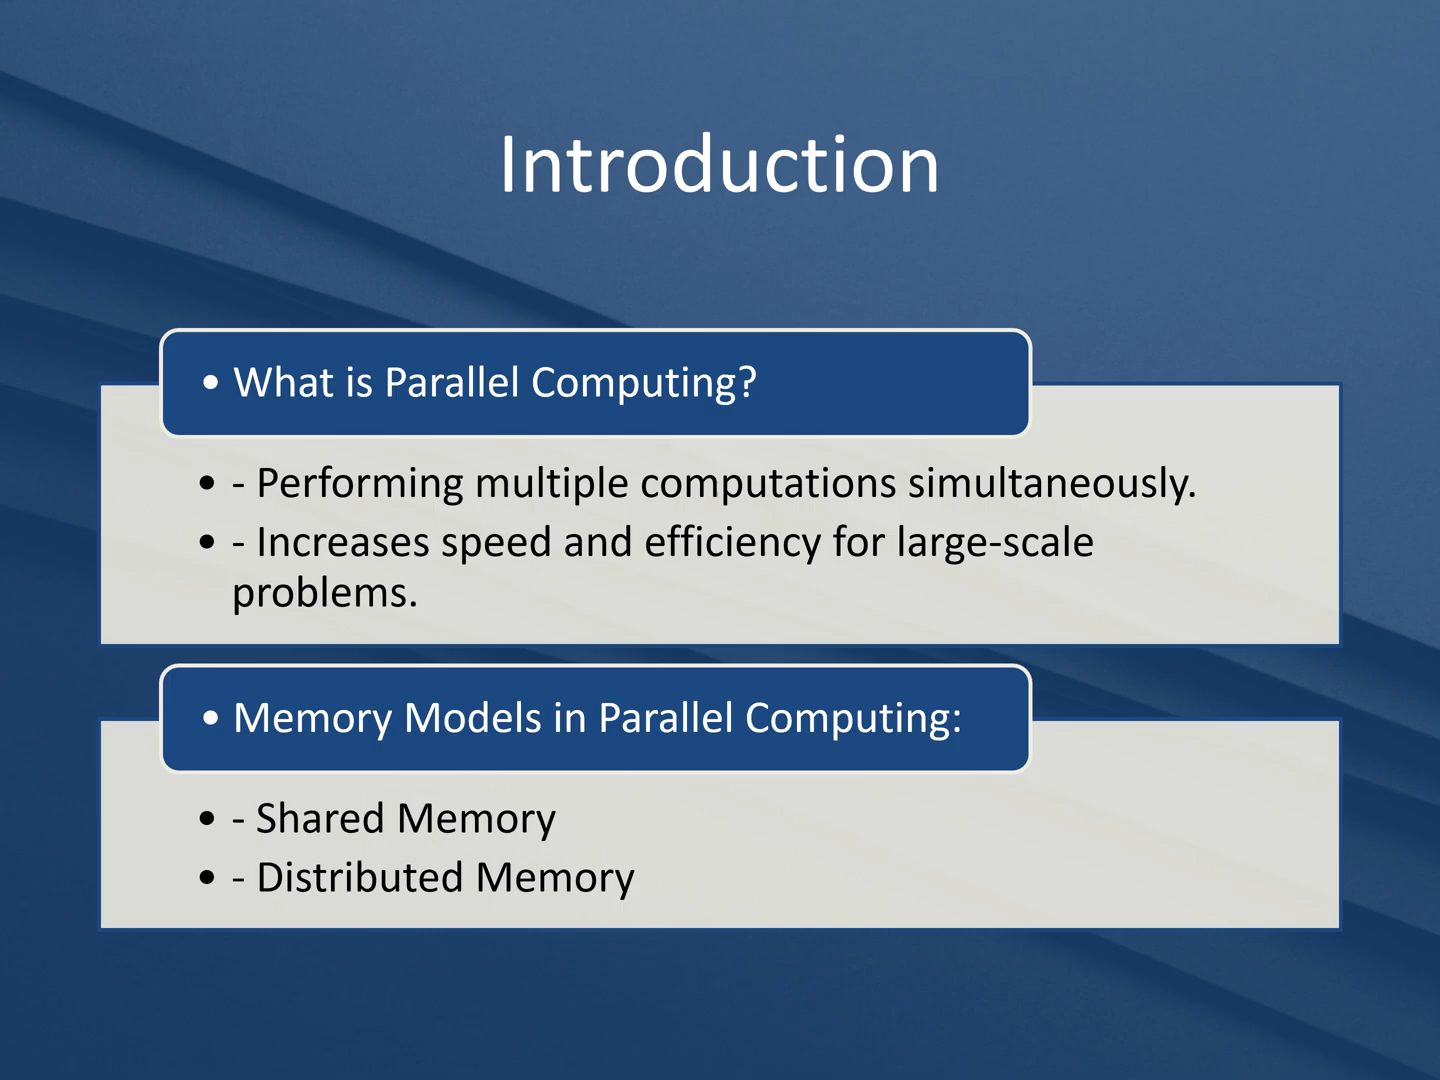 Introduction
• What is Parallel Computing?
• - Performing multiple computations simultaneously.
• - Increases speed and efficiency for large-scale
problems.
• Memory Models in Parallel Computing:
• - Shared Memory
• - Distributed Memory